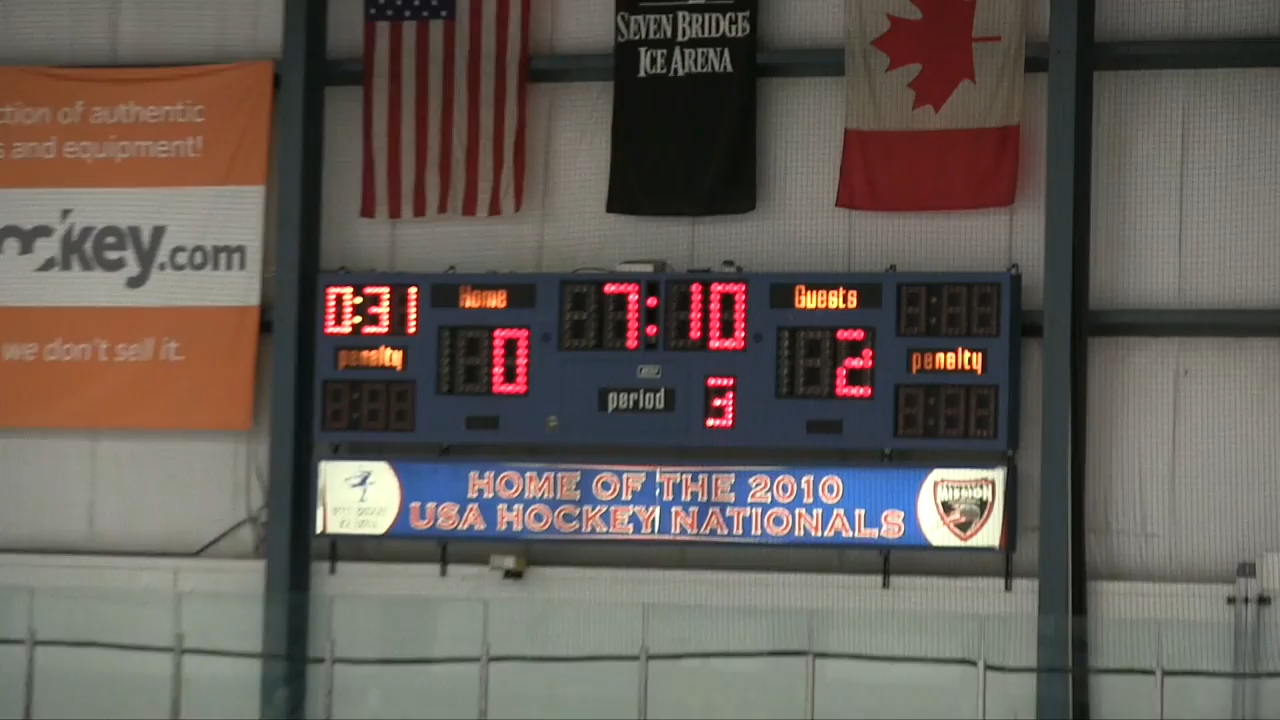 SEVEN BRIDGE
ICE ARENA
ction of authentic
s and equipment!
ckey.com
we don't sell it.
0:31 Home 7:10 Guests
penalty 0 2 penalty
period 3
HOME OF THE 2010
USA HOCKEY NATIONALS
MISSION